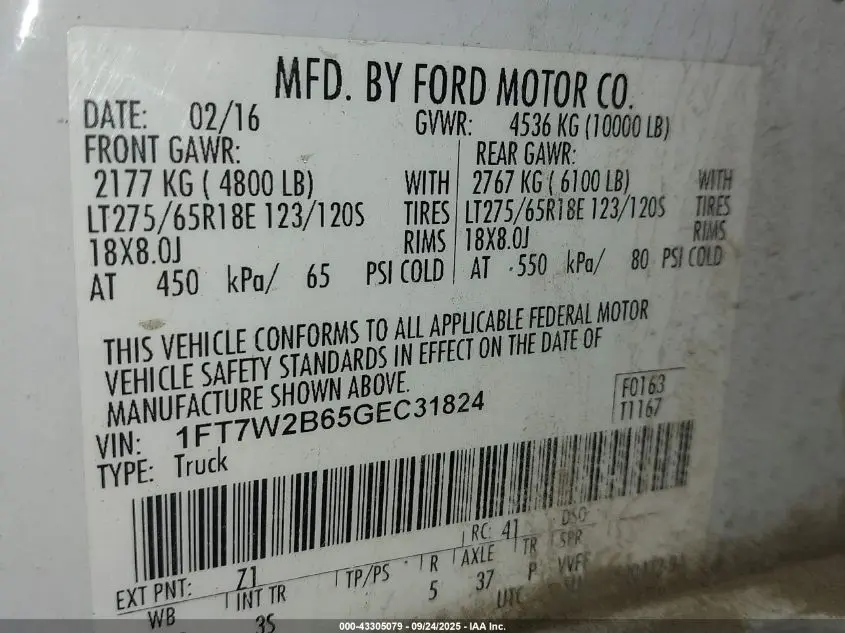 MFD. BY FORD MOTOR CO.
DATE: 02/16 GVWR: 4536 KG (10000 LB)
FRONT GAWR: REAR GAWR:
2177 KG ( 4800 LB) WITH 2767 KG ( 6100 LB) WITH
LT275/65R18E 123/120S TIRES LT275/65R18E 123/120S TIRES
18X8.0J RIMS 18X8.0J RIMS
AT 450 kPa/ 65 PSI COLD AT 550 kPa/ 80 PSI COLD
THIS VEHICLE CONFORMS TO ALL APPLICABLE FEDERAL MOTOR
VEHICLE SAFETY STANDARDS IN EFFECT ON THE DATE OF
MANUFACTURE SHOWN ABOVE.
F0163
T1167
VIN: 1FT7W2B65GEC31824
TYPE: Truck
RC: 41 DSO
EXT PNT: Z1
WB INT TR TP/PS R AXLE TR SPR
35 5 37 P
UTC
000-43305079 - 09/24/2025 - IAA Inc.